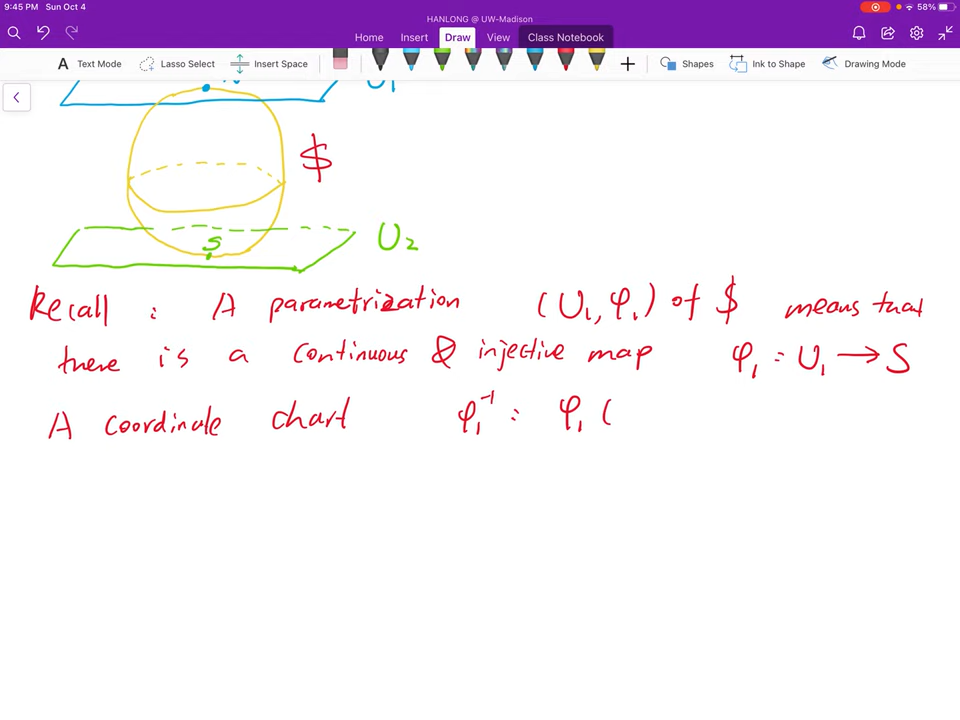 9:45 PM Sun Oct 4
58%
HANLONG @ UW-Madison
Home Insert Draw View Class Notebook
Text Mode Lasso Select Insert Space Shapes Ink to Shape Drawing Mode
$
S U₂
Recall : A parametrization (U₁, φ₁) of $ means that
there is a continuous & injective map φ₁ : U₁ → S
A coordinate chart φ₁⁻¹ : φ₁ (